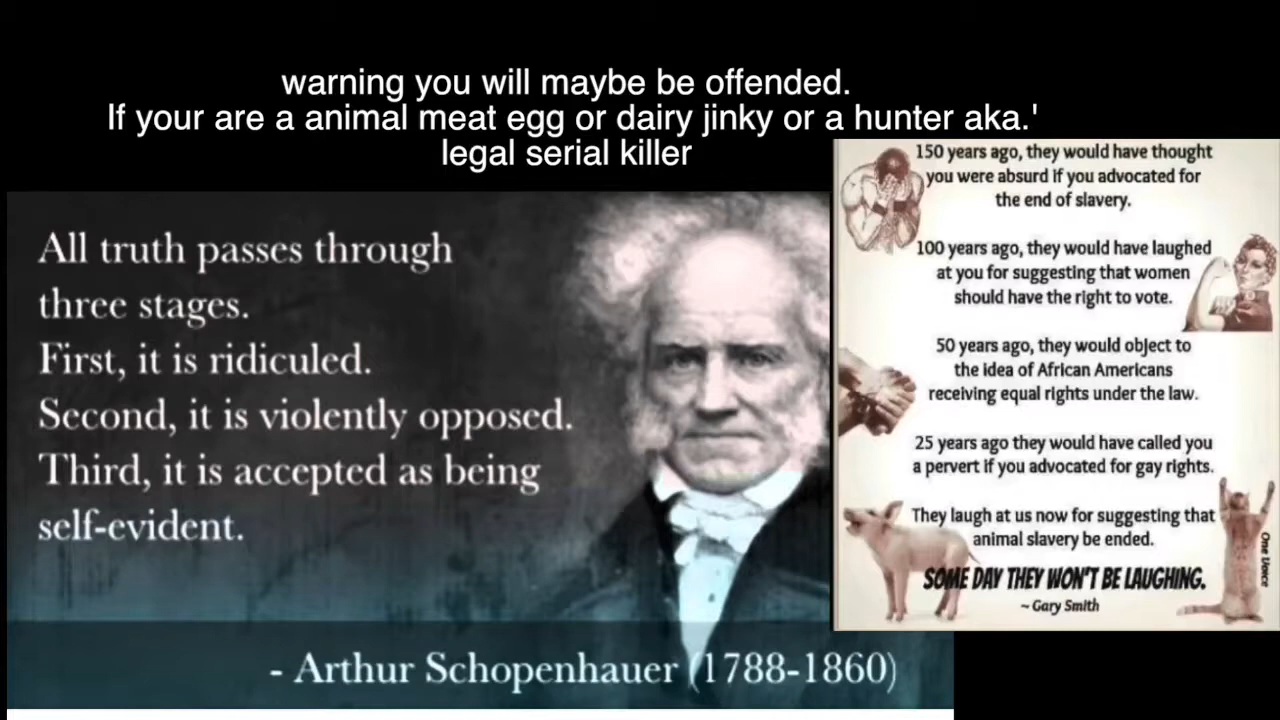 warning you will maybe be offended.
If your are a animal meat egg or dairy jinky or a hunter aka.'
legal serial killer
All truth passes through
three stages.
First, it is ridiculed.
Second, it is violently opposed.
Third, it is accepted as being
self-evident.
- Arthur Schopenhauer (1788-1860)
150 years ago, they would have thought
you were absurd if you advocated for
the end of slavery.
100 years ago, they would have laughed
at you for suggesting that women
should have the right to vote.
50 years ago, they would object to
the idea of African Americans
receiving equal rights under the law.
25 years ago they would have called you
a pervert if you advocated for gay rights.
They laugh at us now for suggesting that
animal slavery be ended.
SOME DAY THEY WON'T BE LAUGHING.
~ Gary Smith
One Voice